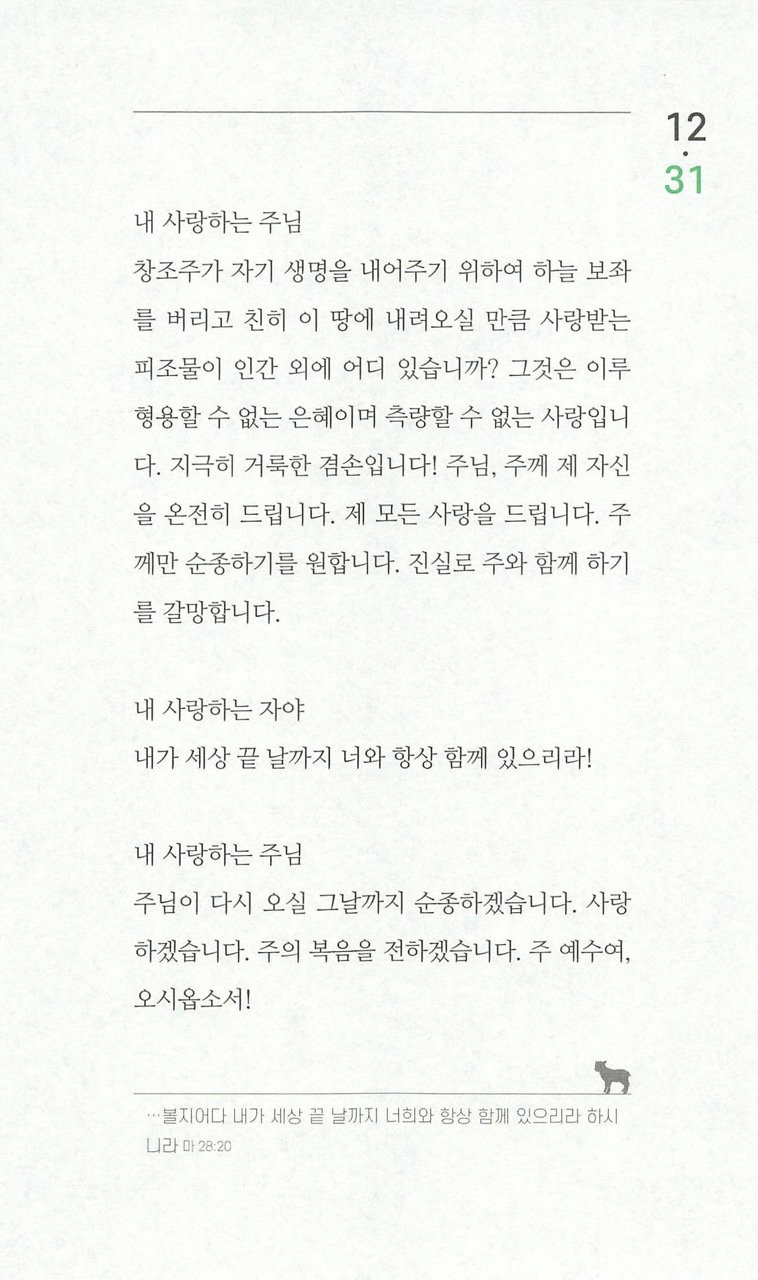 12
·
31
내 사랑하는 주님
창조주가 자기 생명을 내어주기 위하여 하늘 보좌
를 버리고 친히 이 땅에 내려오실 만큼 사랑받는
피조물이 인간 외에 어디 있습니까? 그것은 이루
형용할 수 없는 은혜이며 측량할 수 없는 사랑입니
다. 지극히 거룩한 겸손입니다! 주님, 주께 제 자신
을 온전히 드립니다. 제 모든 사랑을 드립니다. 주
께만 순종하기를 원합니다. 진실로 주와 함께 하기
를 갈망합니다.
내 사랑하는 자야
내가 세상 끝 날까지 너와 항상 함께 있으리라!
내 사랑하는 주님
주님이 다시 오실 그날까지 순종하겠습니다. 사랑
하겠습니다. 주의 복음을 전하겠습니다. 주 예수여,
오시옵소서!
…볼지어다 내가 세상 끝 날까지 너희와 항상 함께 있으리라 하시
니라 마 28:20